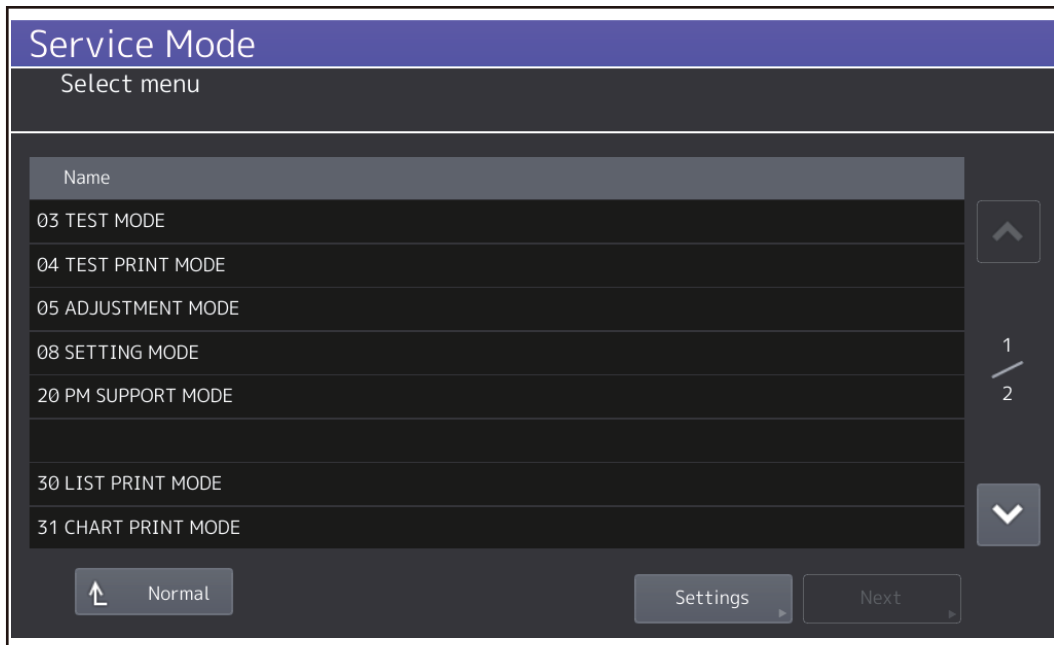 Service Mode
Select menu
Name
03 TEST MODE
04 TEST PRINT MODE
05 ADJUSTMENT MODE
08 SETTING MODE
20 PM SUPPORT MODE
30 LIST PRINT MODE
31 CHART PRINT MODE
1
2
Normal
Settings
Next